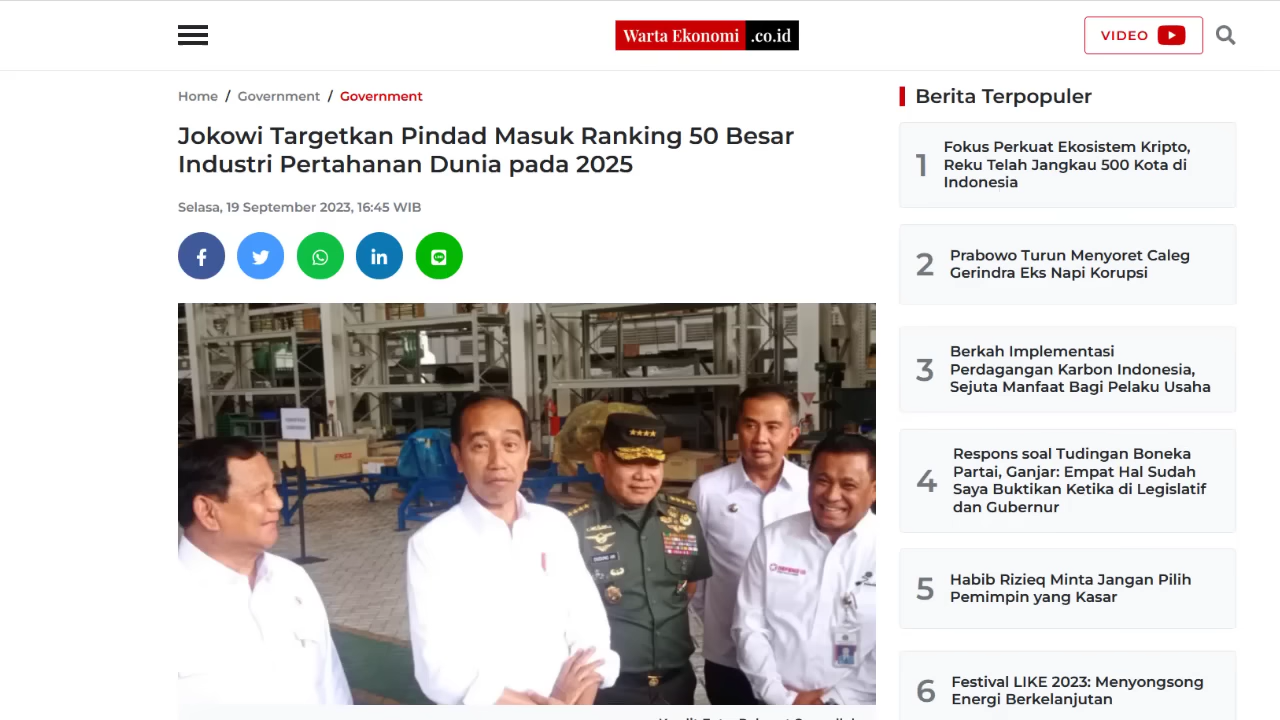 Warta Ekonomi .co.id
VIDEO
Home / Government / Government
Jokowi Targetkan Pindad Masuk Ranking 50 Besar
Industri Pertahanan Dunia pada 2025
Selasa, 19 September 2023, 16:45 WIB
Berita Terpopuler
1
Fokus Perkuat Ekosistem Kripto,
Reku Telah Jangkau 500 Kota di
Indonesia
2
Prabowo Turun Menyoret Caleg
Gerindra Eks Napi Korupsi
3
Berkah Implementasi
Perdagangan Karbon Indonesia,
Sejuta Manfaat Bagi Pelaku Usaha
4
Respons soal Tudingan Boneka
Partai, Ganjar: Empat Hal Sudah
Saya Buktikan Ketika di Legislatif
dan Gubernur
5
Habib Rizieq Minta Jangan Pilih
Pemimpin yang Kasar
6
Festival LIKE 2023: Menyongsong
Energi Berkelanjutan